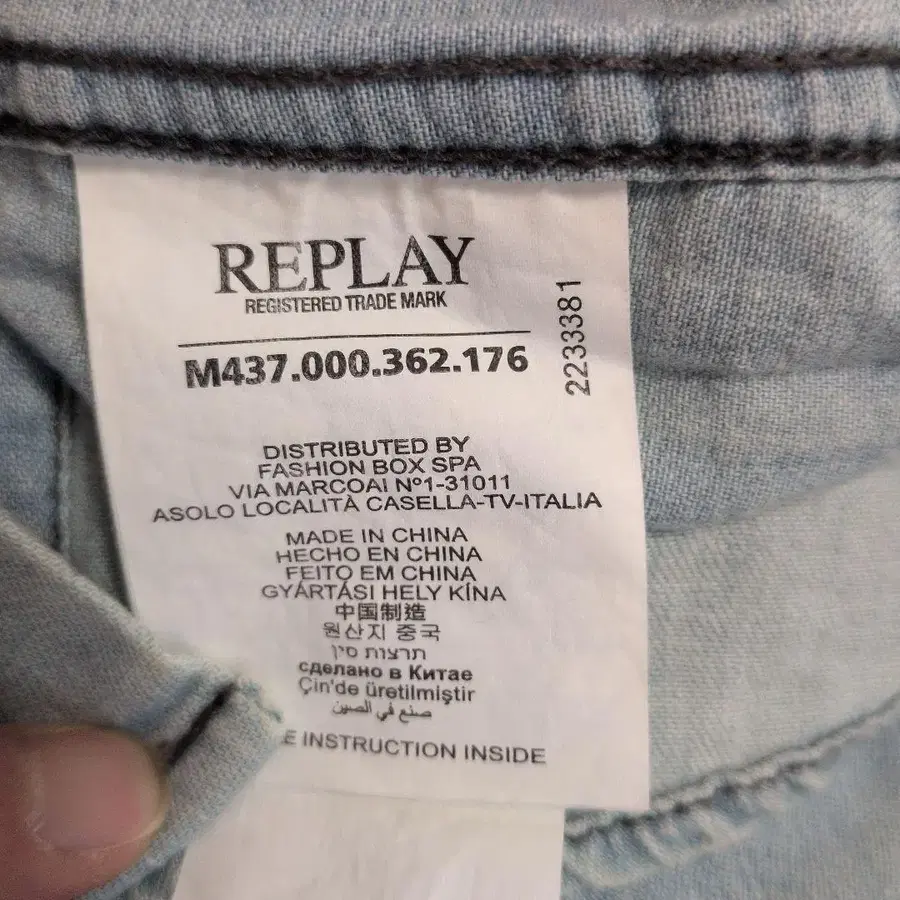 REPLAY
REGISTERED TRADE MARK
M437.000.362.176
2233381
DISTRIBUTED BY
FASHION BOX SPA
VIA MARCOAI Nº1-31011
ASOLO LOCALITÀ CASELLA-TV-ITALIA
MADE IN CHINA
HECHO EN CHINA
FEITO EM CHINA
GYÁRTÁSI HELY KÍNA
中国制造
원산지 중국
תרצות סין
сделано в Китае
Çin'de üretilmiştir
صنع في الصين
INSTRUCTION INSIDE